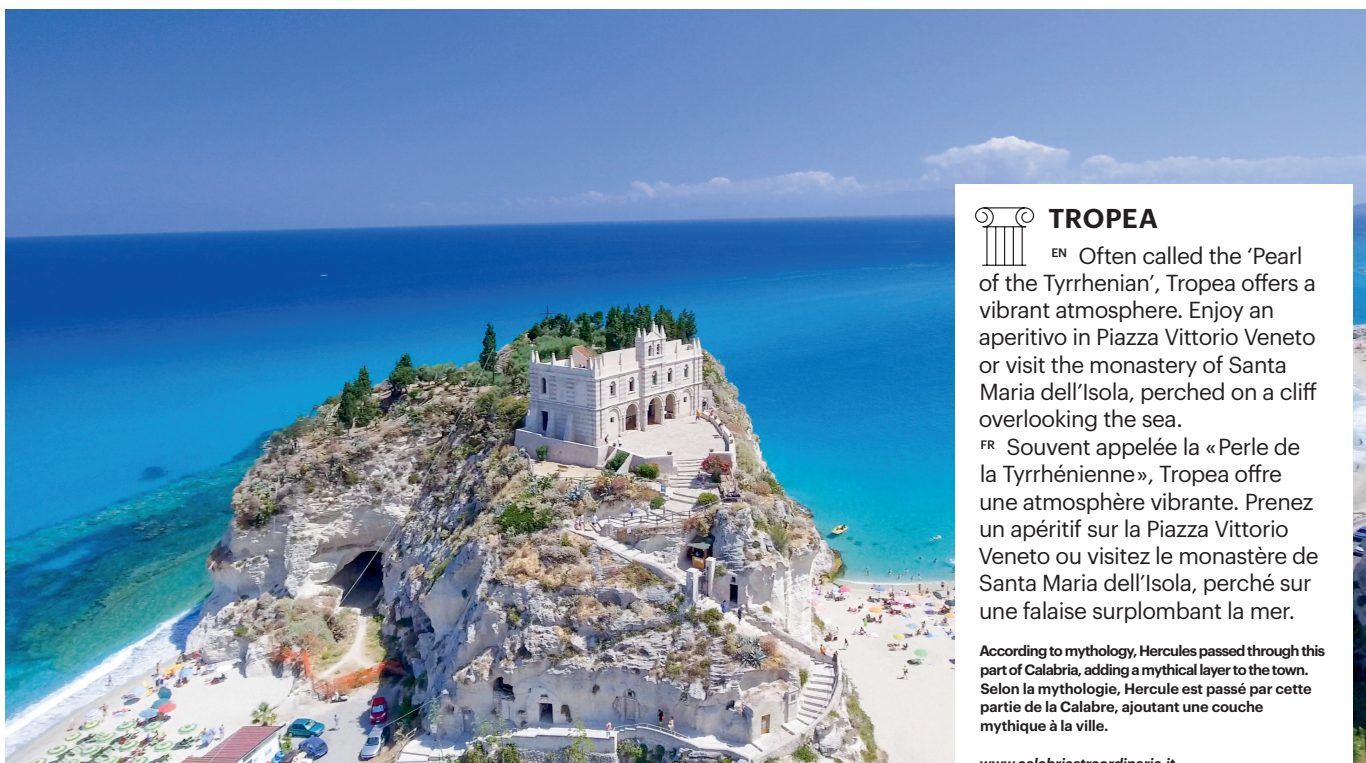 TROPEA
EN Often called the ‘Pearl
of the Tyrrhenian’, Tropea offers a
vibrant atmosphere. Enjoy an
aperitivo in Piazza Vittorio Veneto
or visit the monastery of Santa
Maria dell’Isola, perched on a cliff
overlooking the sea.
FR Souvent appelée la «Perle de
la Tyrrhénienne», Tropea offre
une atmosphère vibrante. Prenez
un apéritif sur la Piazza Vittorio
Veneto ou visitez le monastère de
Santa Maria dell’Isola, perché sur
une falaise surplombant la mer.
According to mythology, Hercules passed through this
part of Calabria, adding a mythical layer to the town.
Selon la mythologie, Hercule est passé par cette
partie de la Calabre, ajoutant une couche
mythique à la ville.